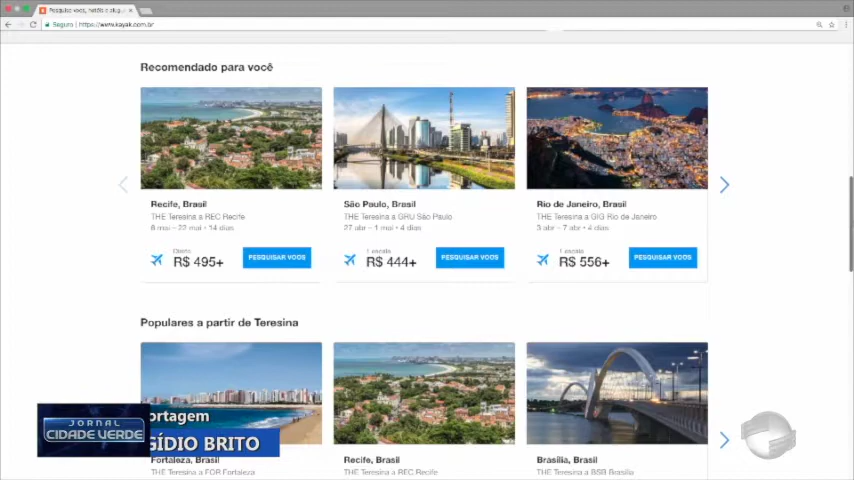 Pesquise voos, hotéis e alugu
Seguro | https://www.kayak.com.br
Recomendado para você
Recife, Brasil
THE Teresina a REC Recife
8 mai – 22 mai • 14 dias
Direto
R$ 495+
PESQUISAR VOOS
São Paulo, Brasil
THE Teresina a GRU São Paulo
27 abr – 1 mai • 4 dias
1 escala
R$ 444+
PESQUISAR VOOS
Rio de Janeiro, Brasil
THE Teresina a GIG Rio de Janeiro
3 abr – 7 abr • 4 dias
1 escala
R$ 556+
PESQUISAR VOOS
Populares a partir de Teresina
Fortaleza, Brasil
THE Teresina a FOR Fortaleza
Recife, Brasil
THE Teresina a REC Recife
Brasília, Brasil
THE Teresina a BSB Brasília
JORNAL
CIDADE VERDE
ortagem
GÍDIO BRITO